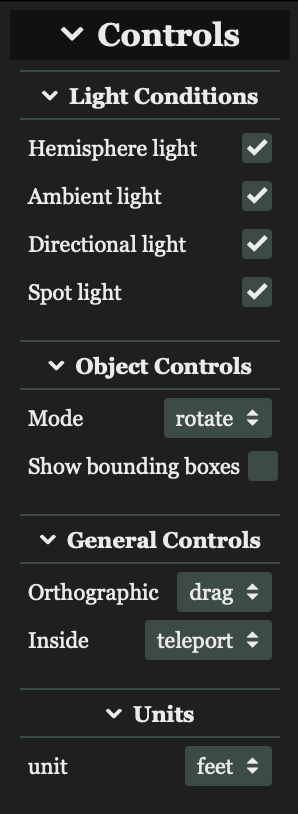 Controls
Light Conditions
Hemisphere light
Ambient light
Directional light
Spot light
Object Controls
Mode rotate
Show bounding boxes
General Controls
Orthographic drag
Inside teleport
Units
unit feet